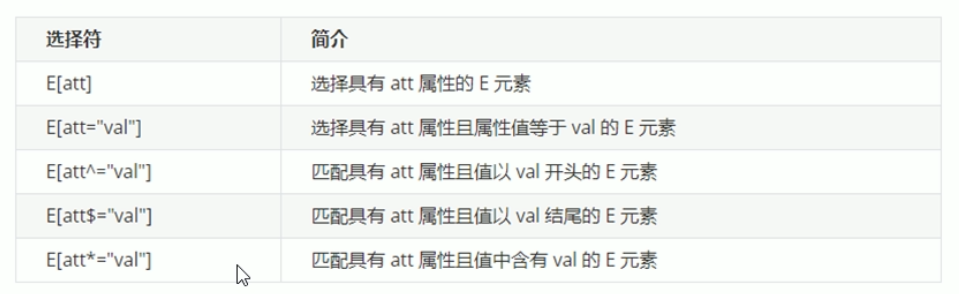 选择符 简介
E[att] 选择具有 att 属性的 E 元素
E[att="val"] 选择具有 att 属性且属性值等于 val 的 E 元素
E[att^="val"] 匹配具有 att 属性且值以 val 开头的 E 元素
E[att$="val"] 匹配具有 att 属性且值以 val 结尾的 E 元素
E[att*="val"] 匹配具有 att 属性且值中含有 val 的 E 元素